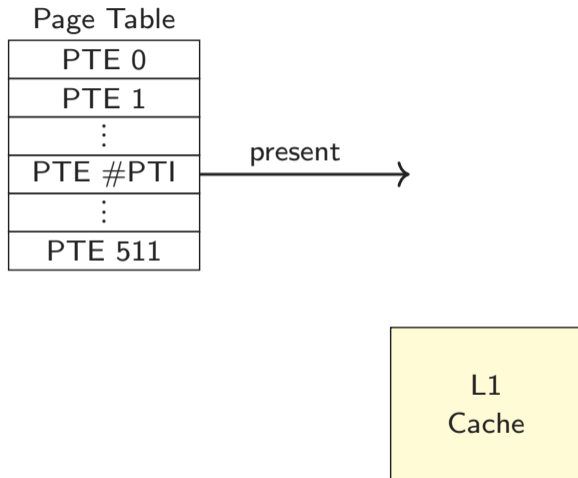 Page Table
PTE 0
PTE 1
⋮
PTE #PTI
present
⋮
PTE 511
L1
Cache